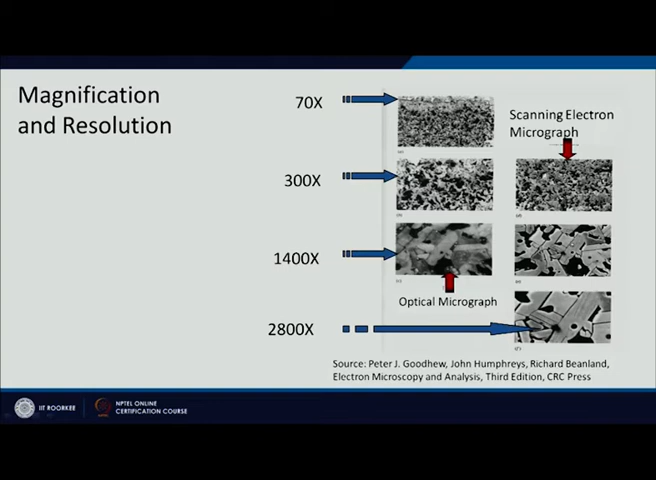 Magnification
and Resolution
70X
Scanning Electron
Micrograph
300X
1400X
Optical Micrograph
2800X
Source: Peter J. Goodhew, John Humphreys, Richard Beanland,
Electron Microscopy and Analysis, Third Edition, CRC Press
IIT ROORKEE
NPTEL ONLINE
CERTIFICATION COURSE